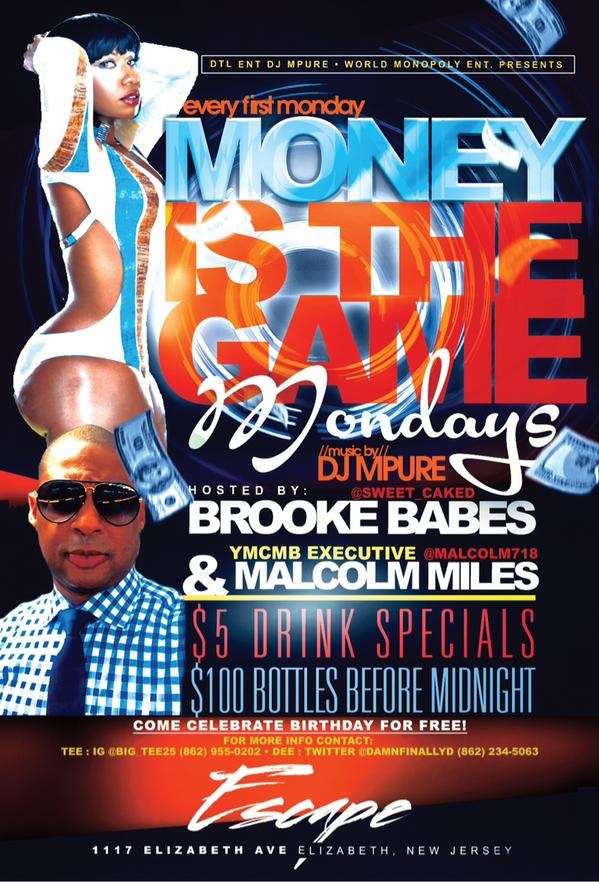 DTL ENT DJ MPURE • WORLD MONOPOLY ENT. PRESENTS
every first monday
MONEY
IS THE
GAME
Mondays
//music by//
DJ MPURE
HOSTED BY: @SWEET_CAKED
BROOKE BABES
YMCMB EXECUTIVE @MALCOLM718
& MALCOLM MILES
$5 DRINK SPECIALS
$100 BOTTLES BEFORE MIDNIGHT
COME CELEBRATE BIRTHDAY FOR FREE!
FOR MORE INFO CONTACT:
TEE : IG @BIG_TEE25 (862) 955-0202 • DEE : TWITTER @DAMNFINALLYD (862) 234-5063
Escape
1117 ELIZABETH AVE ELIZABETH, NEW JERSEY